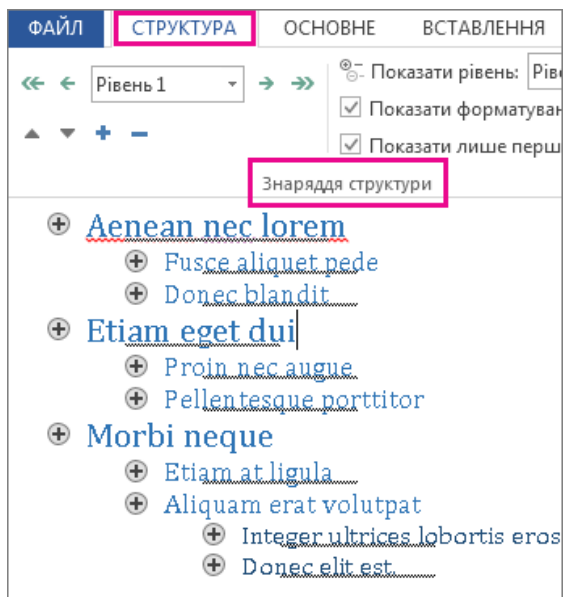 ФАЙЛ СТРУКТУРА ОСНОВНЕ ВСТАВЛЕННЯ
Рівень 1 Показати рівень: Рів
Показати форматуван
Показати лише перш
Знаряддя структури
Aenean nec lorem
Fusce aliquet pede
Donec blandit
Etiam eget dui
Proin nec augue
Pellentesque porttitor
Morbi neque
Etiam at ligula
Aliquam erat volutpat
Integer ultrices lobortis eros
Donec elit est.